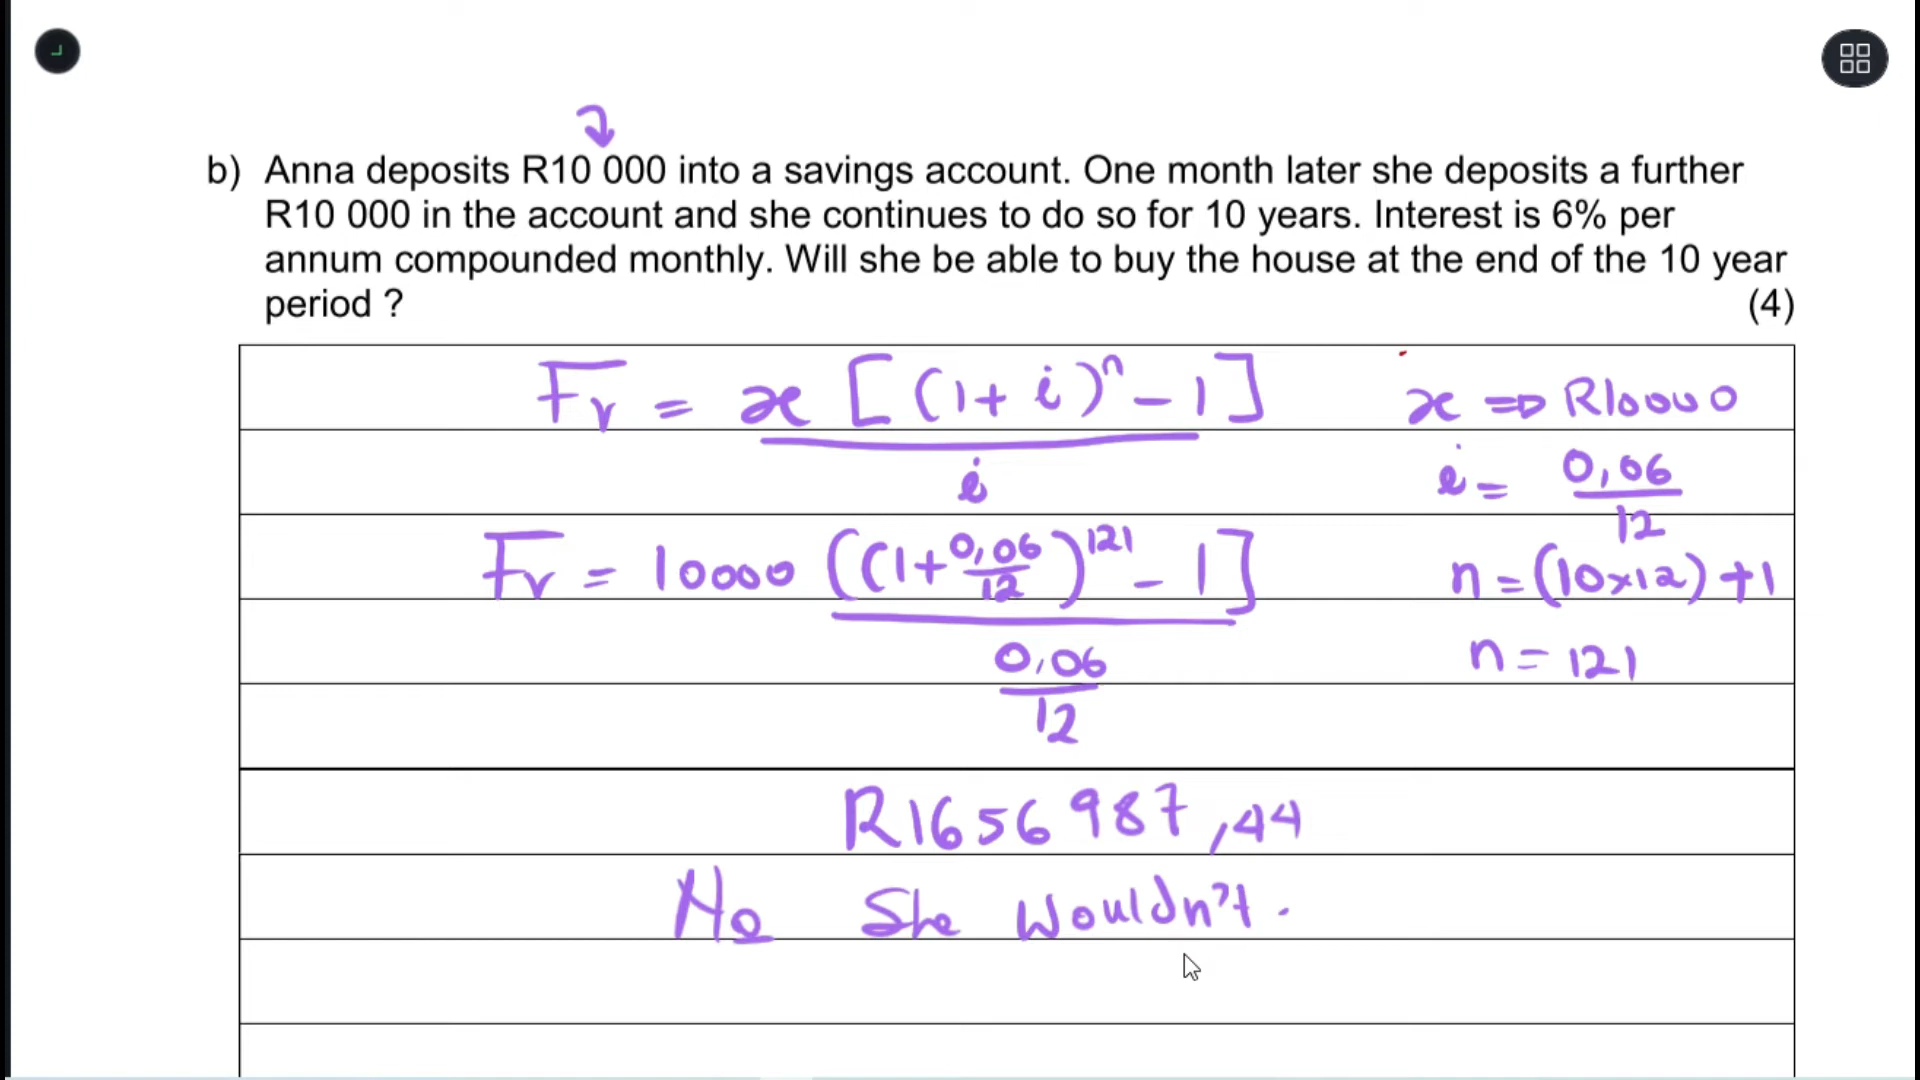 b) Anna deposits R10 000 into a savings account. One month later she deposits a further
R10 000 in the account and she continues to do so for 10 years. Interest is 6% per
annum compounded monthly. Will she be able to buy the house at the end of the 10 year
period ? (4)
Fv = x [(1+i)^n - 1] / i
x => R10000
i = 0,06 / 12
Fv = 10000 ((1+0,06/12)^121 - 1] / 0,06/12
n = (10x12) + 1
n = 121
R1656 987,44
No She Wouldn't.